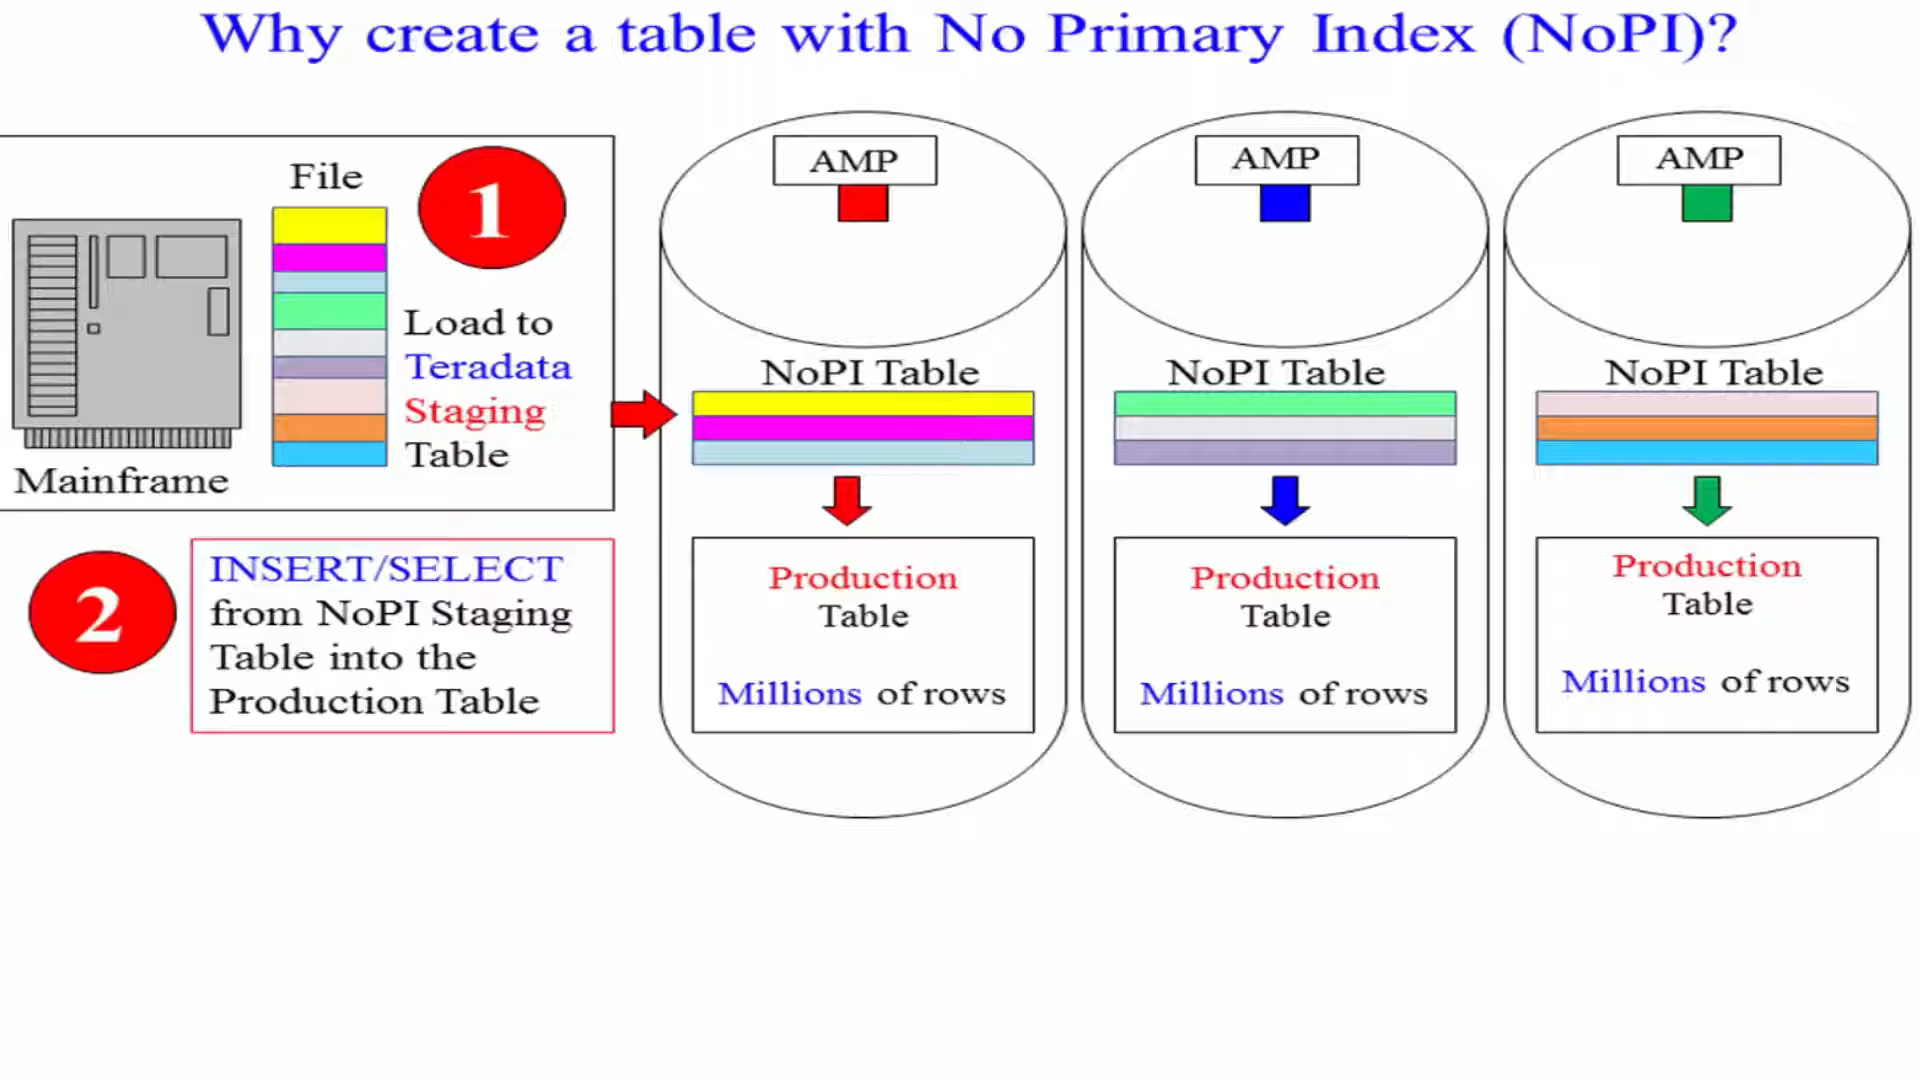 Why create a table with No Primary Index (NoPI)?
File
1
Load to
Teradata
Staging
Table
Mainframe
2
INSERT/SELECT
from NoPI Staging
Table into the
Production Table
AMP
NoPI Table
Production
Table
Millions of rows
AMP
NoPI Table
Production
Table
Millions of rows
AMP
NoPI Table
Production
Table
Millions of rows